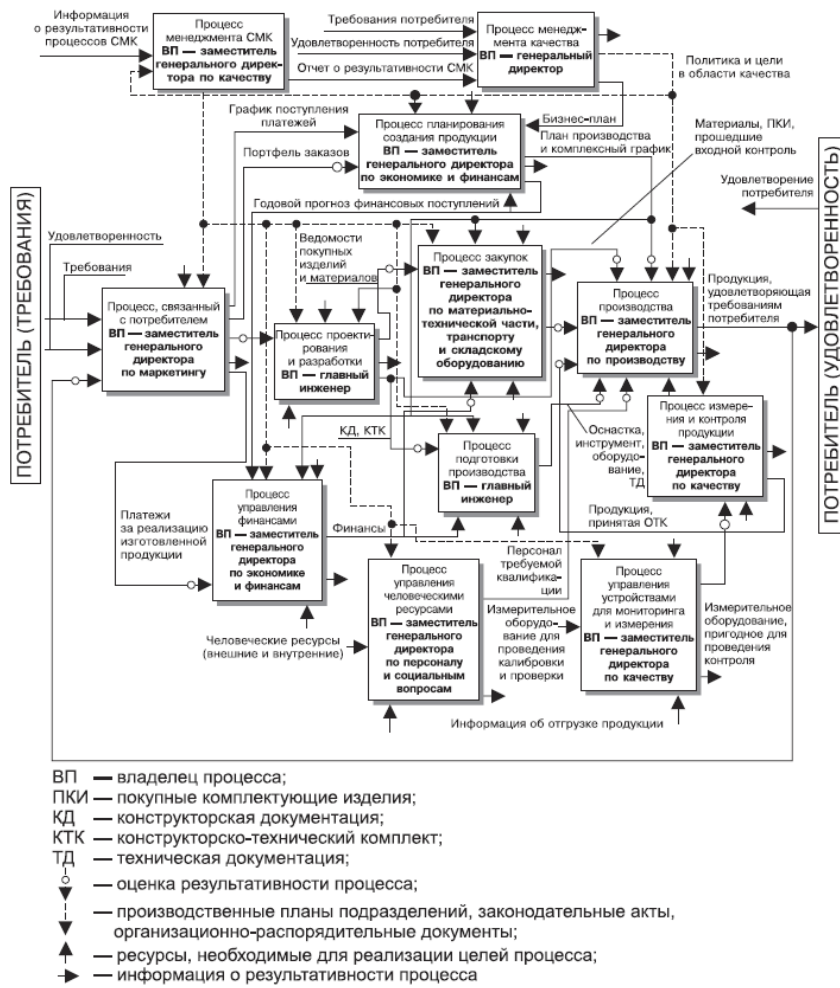 Информация
о результативности
процессов СМК
Процесс
менеджмента СМК
ВП — заместитель
генерального дирек-
тора по качеству
Требования потребителя
Удовлетворенность потребителя
Отчет о результативности СМК
Процесс менедж-
мента качества
ВП — генеральный
директор
Политика и цели
в области качества
График поступления
платежей
Портфель заказов
Процесс планирования
создания продукции
ВП — заместитель
генерального директора
по экономике и финансам
Бизнес-план
План производства
и комплексный график
Материалы, ПКИ,
прошедшие
входной контроль
Годовой прогноз финансовых поступлений
ПОТРЕБИТЕЛЬ (ТРЕБОВАНИЯ)
Удовлетворенность
Требования
Процесс, связанный
с потребителем
ВП — заместитель
генерального
директора
по маркетингу
Ведомости
покупных
изделий
и материалов
Процесс проекти-
рования
и разработки
ВП — главный
инженер
Процесс закупок
ВП — заместитель
генерального
директора
по материально-
технической части,
транспорту
и складскому
оборудованию
Процесс
производства
ВП — заместитель
генерального
директора
по производству
Удовлетворение
потребителя
Продукция,
удовлетворяющая
требованиям
потребителя
ПОТРЕБИТЕЛЬ (УДОВЛЕТВОРЕННОСТЬ)
КД, КТК
Процесс
подготовки
производства
ВП — главный
инженер
Оснастка,
инструмент,
оборудо-
вание,
ТД
Процесс измере-
ния и контроля
продукции
ВП — заместитель
генерального
директора
по качеству
Платежи
за реализацию
изготовленной
продукции
Процесс
управления
финансами
ВП — заместитель
генерального
директора
по экономике
и финансам
Финансы
Продукция,
принятая ОТК
Человеческие ресурсы
(внешние и внутренние)
Процесс
управления
человеческими
ресурсами
ВП — заместитель
генерального
директора
по персоналу
и социальным
вопросам
Персонал
требуемой
квалифика-
ции
Измерительное
оборудо-
вание для
проведения
калибровки
и проверки
Процесс
управления
устройствами
для мониторинга
и измерения
ВП — заместитель
генерального
директора
по качеству
Измерительное
оборудование,
пригодное для
проведения
контроля
Информация об отгрузке продукции
ВП — владелец процесса;
ПКИ — покупные комплектующие изделия;
КД — конструкторская документация;
КТК — конструкторско-технический комплект;
ТД — техническая документация;
— оценка результативности процесса;
— производственные планы подразделений, законодательные акты,
организационно-распорядительные документы;
— ресурсы, необходимые для реализации целей процесса;
— информация о результативности процесса